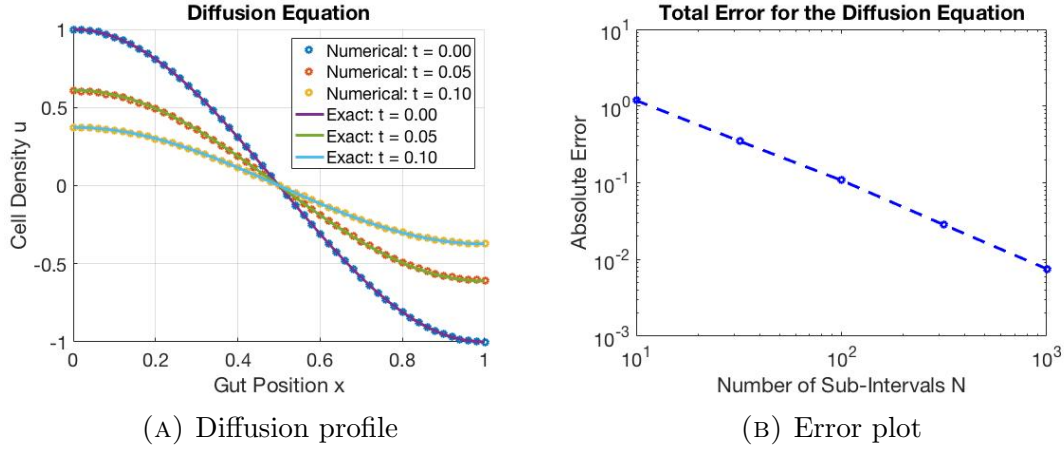 Diffusion Equation
1
0.5
0
-0.5
-1
Cell Density u
0 0.2 0.4 0.6 0.8 1
Gut Position x
Numerical: t = 0.00
Numerical: t = 0.05
Numerical: t = 0.10
Exact: t = 0.00
Exact: t = 0.05
Exact: t = 0.10
(A) Diffusion profile
Total Error for the Diffusion Equation
10^1
10^0
10^-1
10^-2
10^-3
Absolute Error
10^1 10^2 10^3
Number of Sub-Intervals N
(B) Error plot